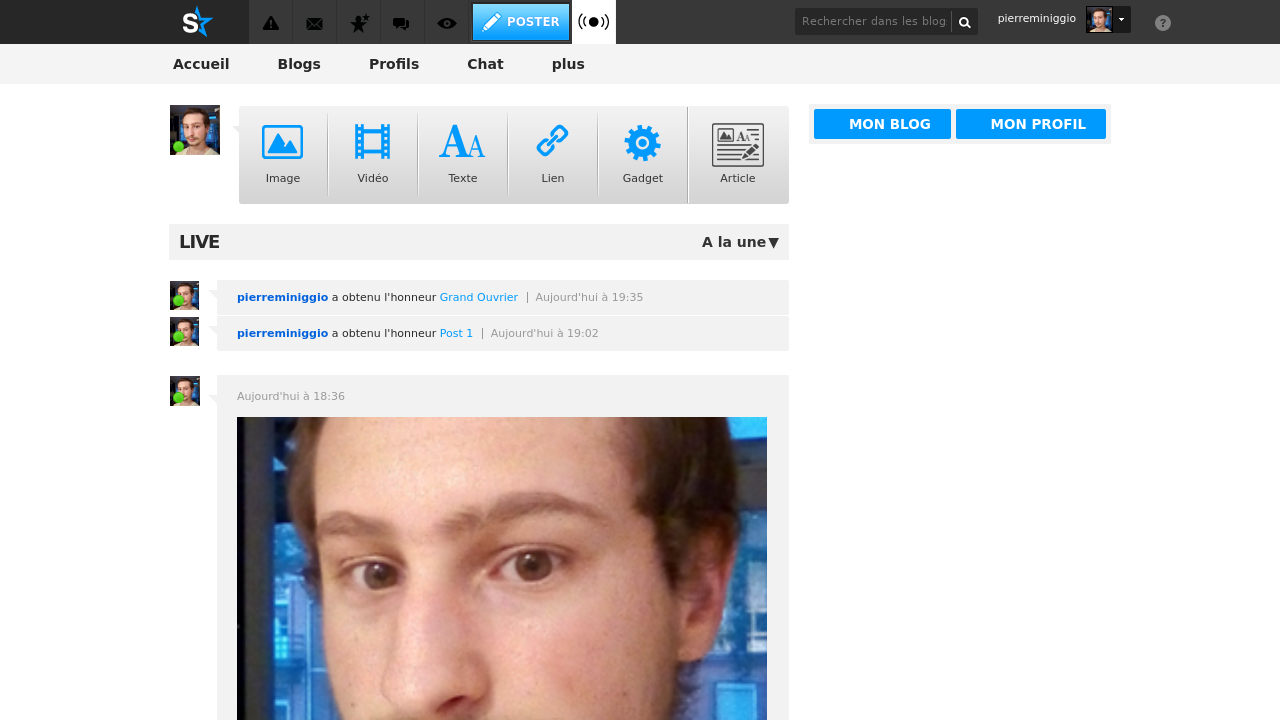 S
POSTER
Rechercher dans les blog
pierreminiggio
?
Accueil
Blogs
Profils
Chat
plus
Image
Vidéo
Texte
Lien
Gadget
Article
MON BLOG
MON PROFIL
LIVE
A la une▼
pierreminiggio a obtenu l'honneur Grand Ouvrier | Aujourd'hui à 19:35
pierreminiggio a obtenu l'honneur Post 1 | Aujourd'hui à 19:02
Aujourd'hui à 18:36